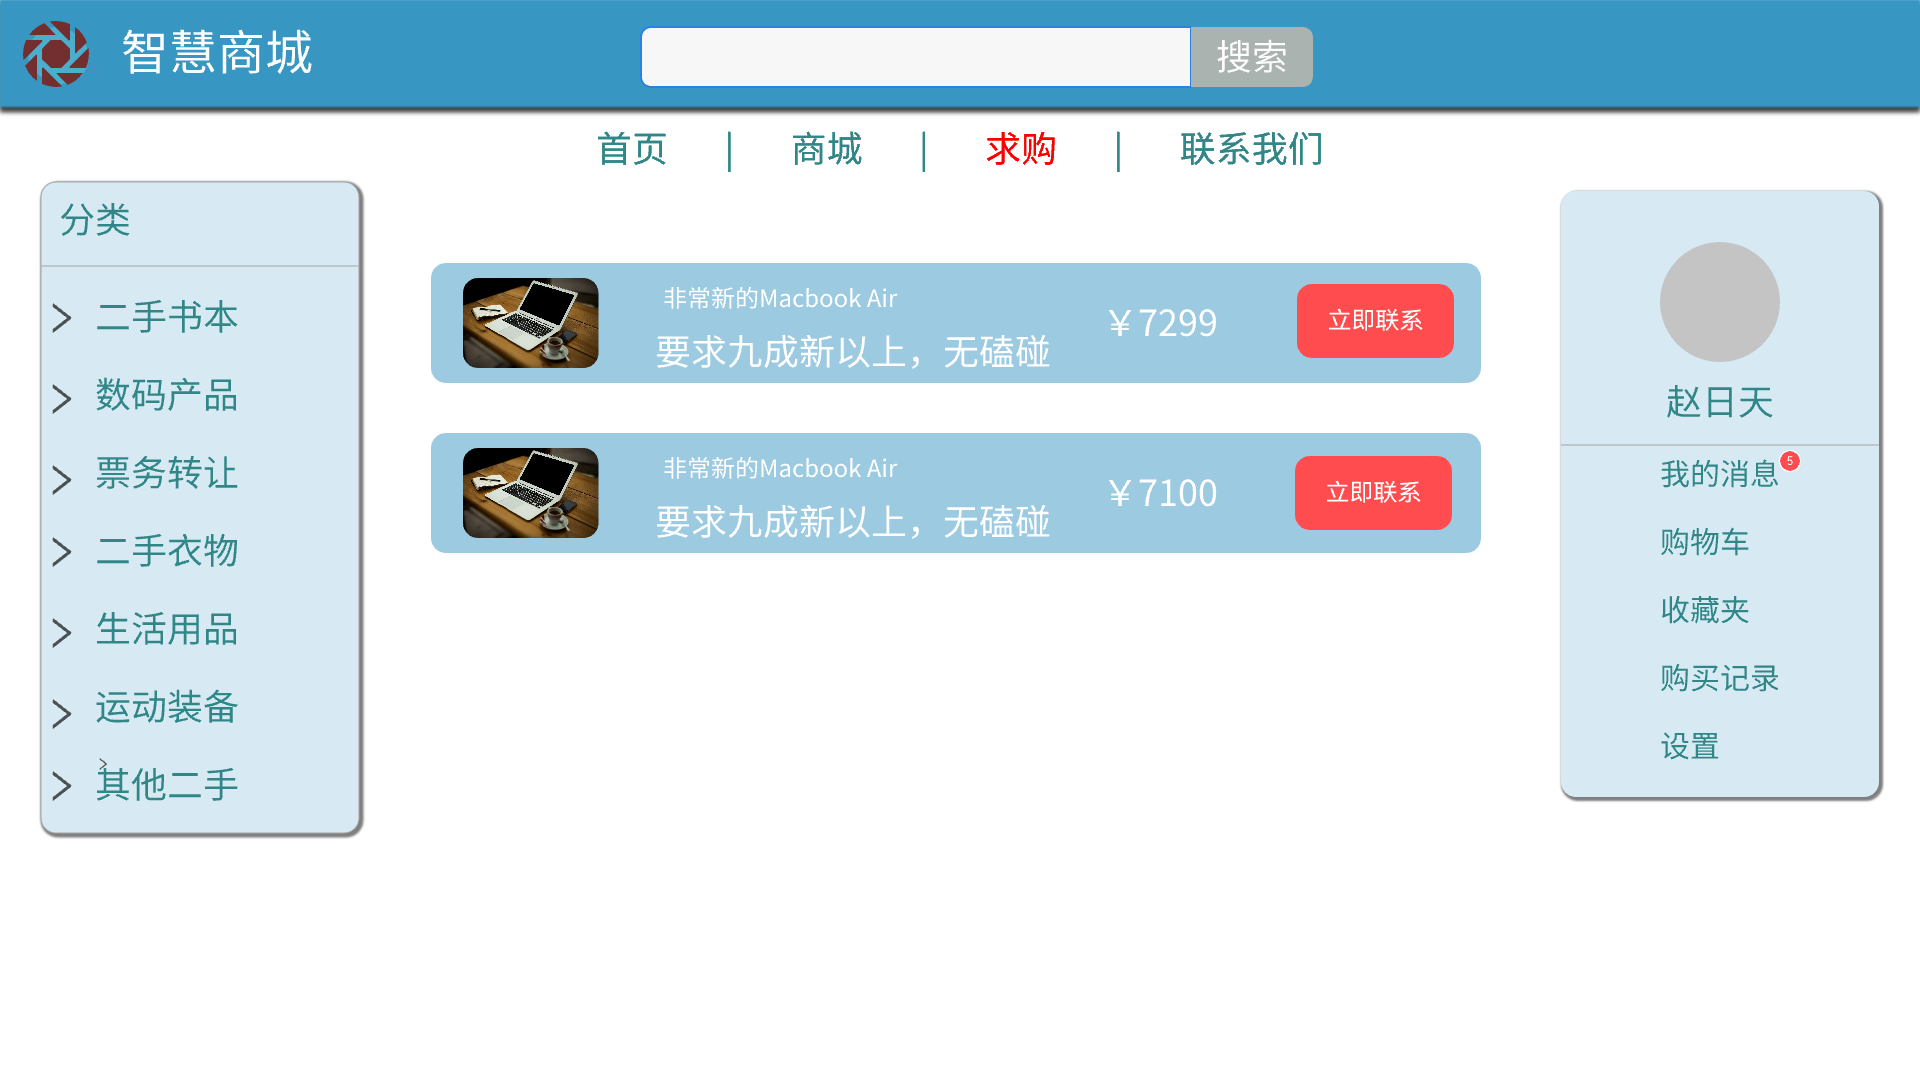 智慧商城
搜索
首页 | 商城 | 求购 | 联系我们
分类
二手书本
数码产品
票务转让
二手衣物
生活用品
运动装备
其他二手
非常新的Macbook Air
要求九成新以上，无磕碰
￥7299
立即联系
非常新的Macbook Air
要求九成新以上，无磕碰
￥7100
立即联系
赵日天
我的消息 5
购物车
收藏夹
购买记录
设置